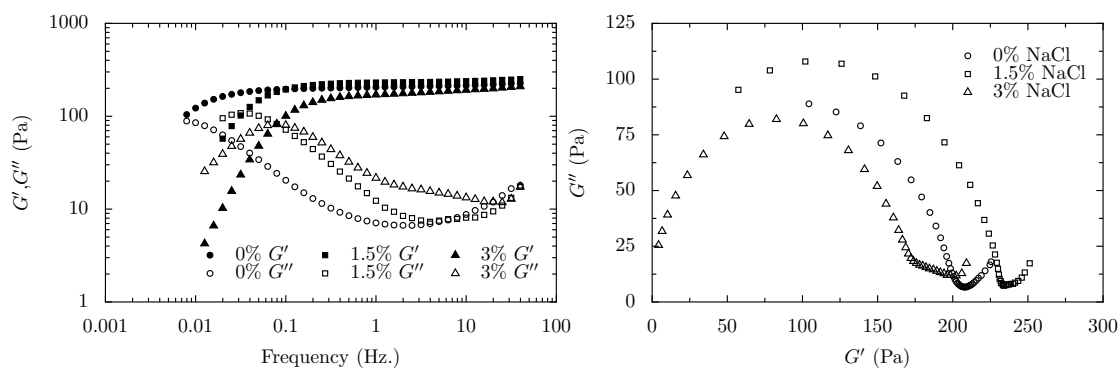 1000
100
10
1
0.001
0.01
0.1
1
10
100
G′,G″ (Pa)
Frequency (Hz.)
0% G′
1.5% G′
3% G′
0% G″
1.5% G″
3% G″
125
100
75
50
25
0
0
50
100
150
200
250
300
G″ (Pa)
G′ (Pa)
0% NaCl
1.5% NaCl
3% NaCl